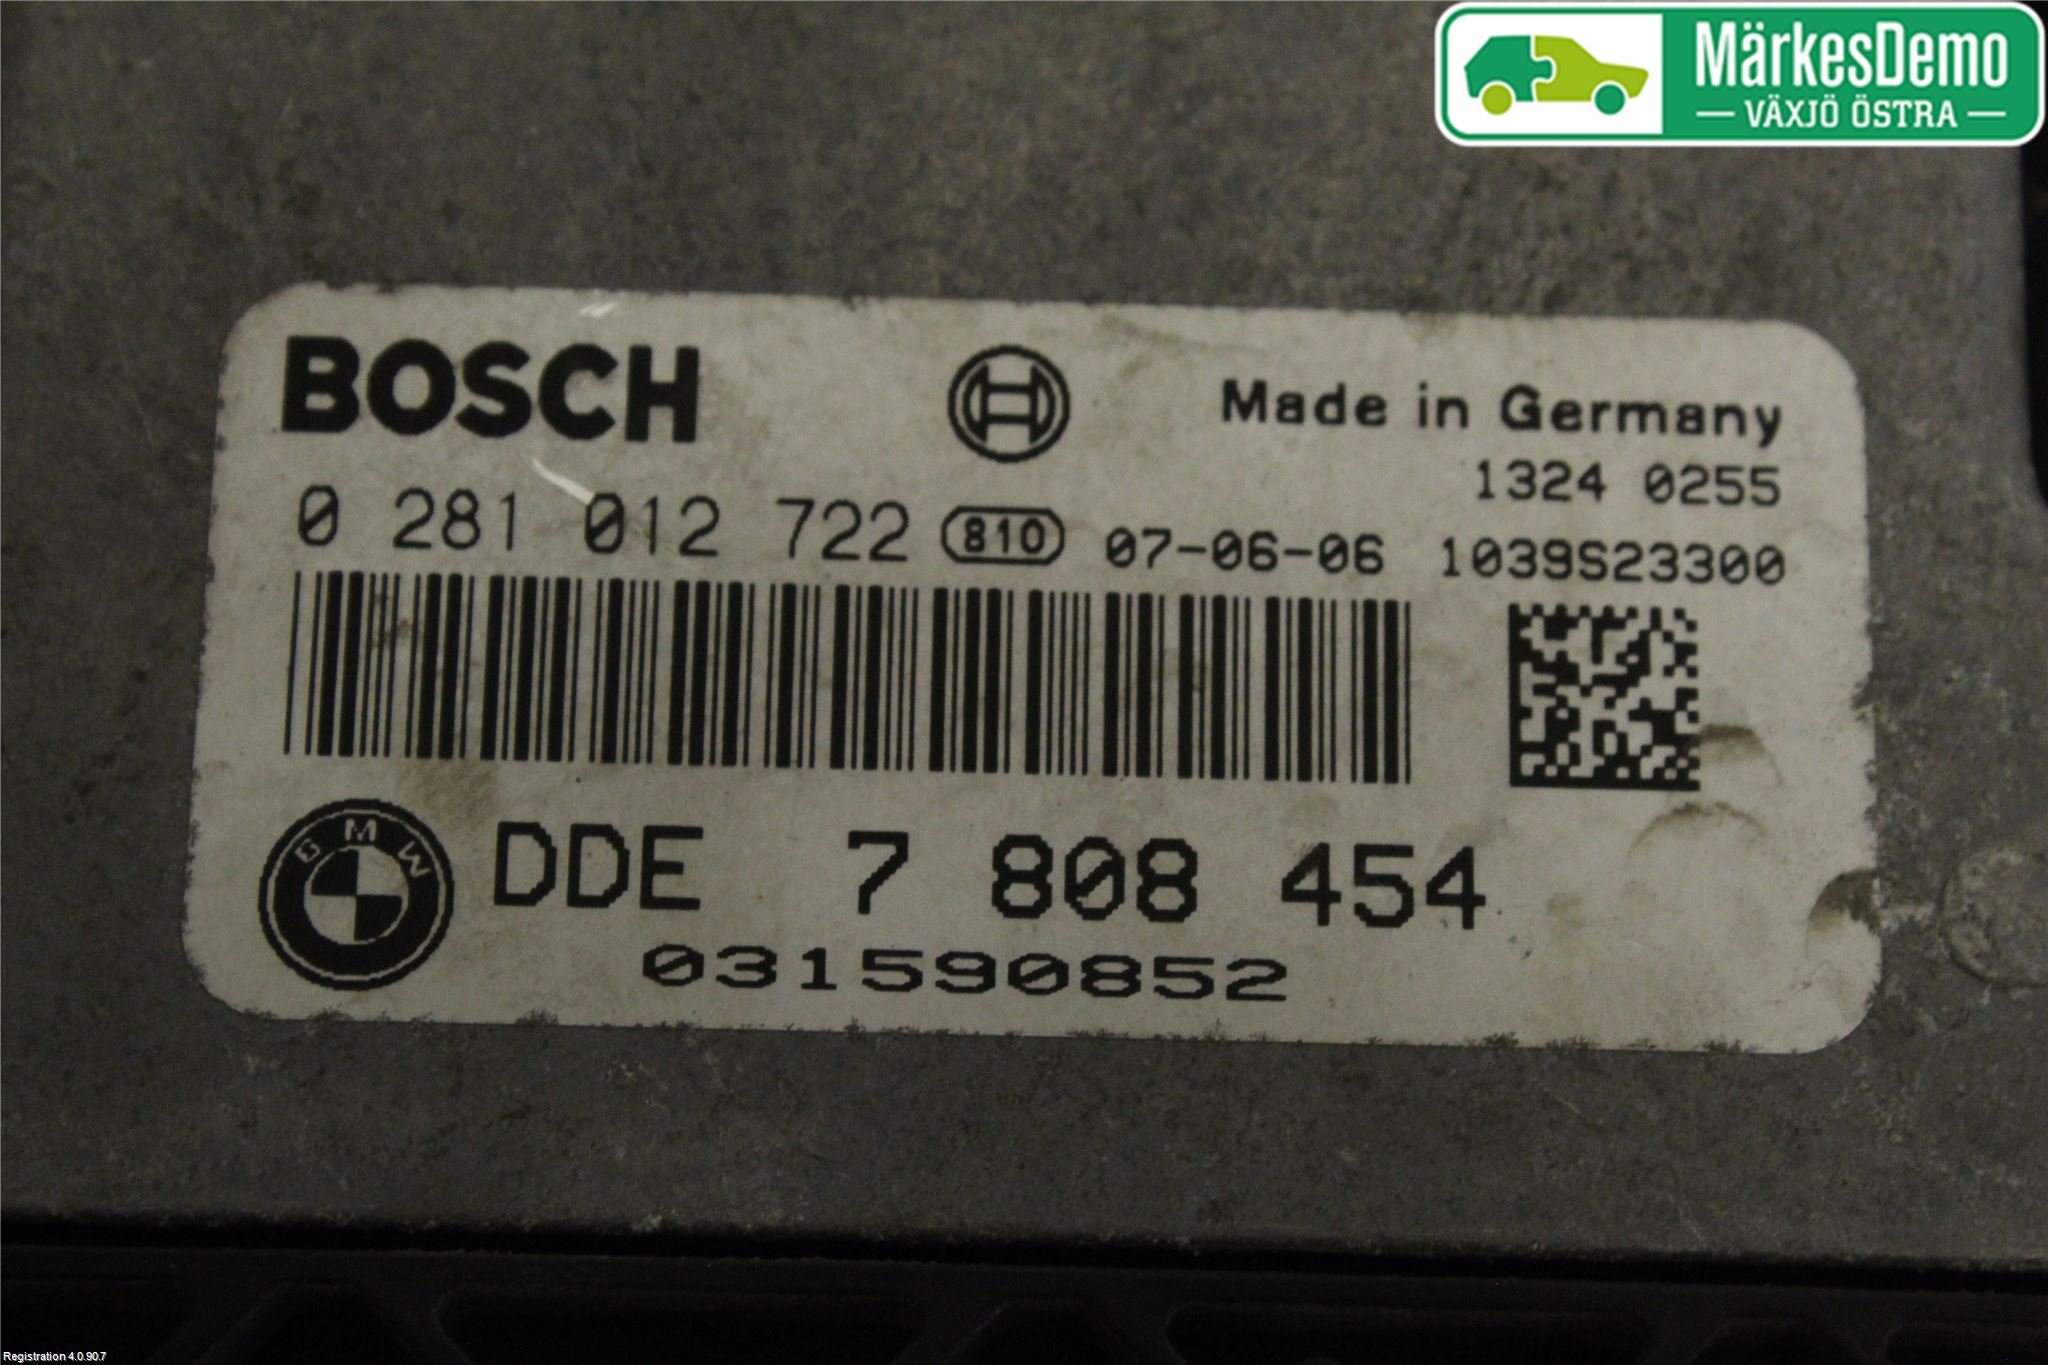 MärkesDemo
VÄXJÖ ÖSTRA
BOSCH
Made in Germany
1324 0255
0 281 012 722 810 07-06-06 1039S23300
BMW
DDE 7 808 454
031590852
Registration 4.0.90.7